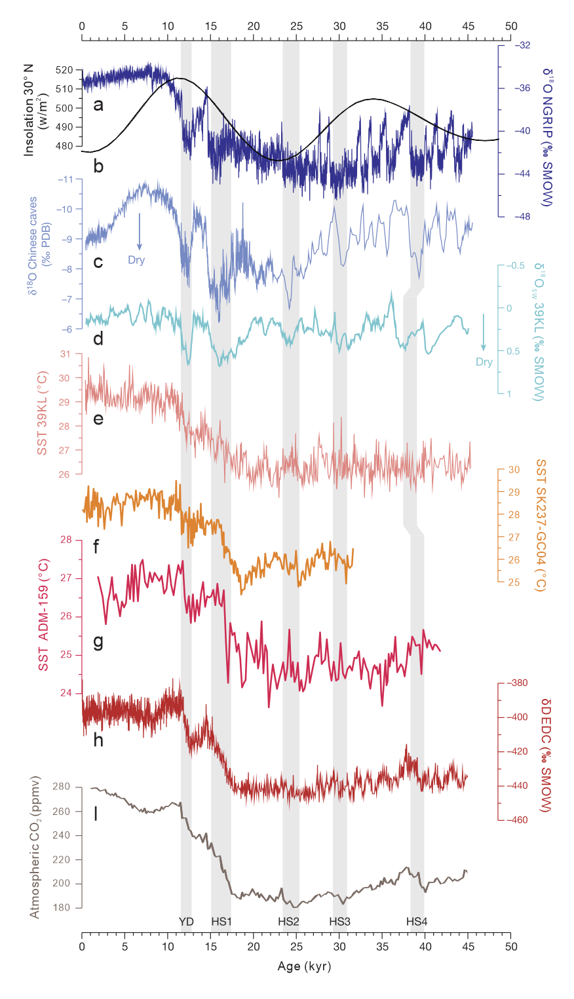 0 5 10 15 20 25 30 35 40 45 50
Insolation 30° N
(w/m²)
520
510
500
490
480
a
b
−32
−36
−40
−44
−48
δ¹⁸O NGRIP (‰ SMOW)
δ¹⁸O Chinese caves
(‰ PDB)
−11
−10
−9
−8
−7
−6
Dry
c
−0.5
0
0.5
1
δ¹⁸Osw 39KL (‰ SMOW)
Dry
d
SST 39KL (°C)
31
30
29
28
27
26
e
30
29
28
27
26
25
SST SK237-GC04 (°C)
f
SST ADM-159 (°C)
28
27
26
25
24
g
−380
−400
−420
−440
−460
δDEDC (‰ SMOW)
h
Atmospheric CO₂ (ppmv)
280
260
240
220
200
180
I
YD HS1 HS2 HS3 HS4
0 5 10 15 20 25 30 35 40 45 50
Age (kyr)